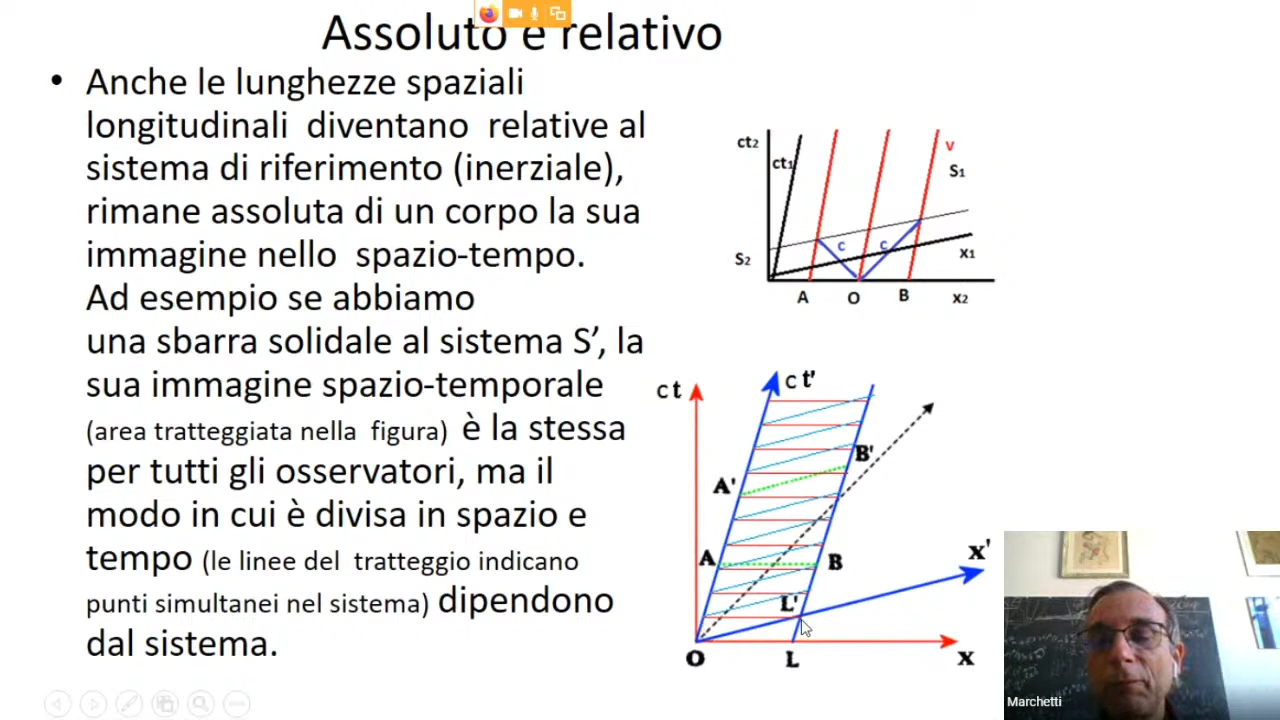 Assoluto e relativo
• Anche le lunghezze spaziali
longitudinali diventano relative al
sistema di riferimento (inerziale),
rimane assoluta di un corpo la sua
immagine nello spazio-tempo.
Ad esempio se abbiamo
una sbarra solidale al sistema S’, la
sua immagine spazio-temporale
(area tratteggiata nella figura) è la stessa
per tutti gli osservatori, ma il
modo in cui è divisa in spazio e
tempo (le linee del tratteggio indicano
punti simultanei nel sistema) dipendono
dal sistema.
ct2
ct1
v
S1
c
c
S2
x1
A
O
B
x2
ct
ct'
B'
A'
A
B
x'
L'
O
L
x
Marchetti